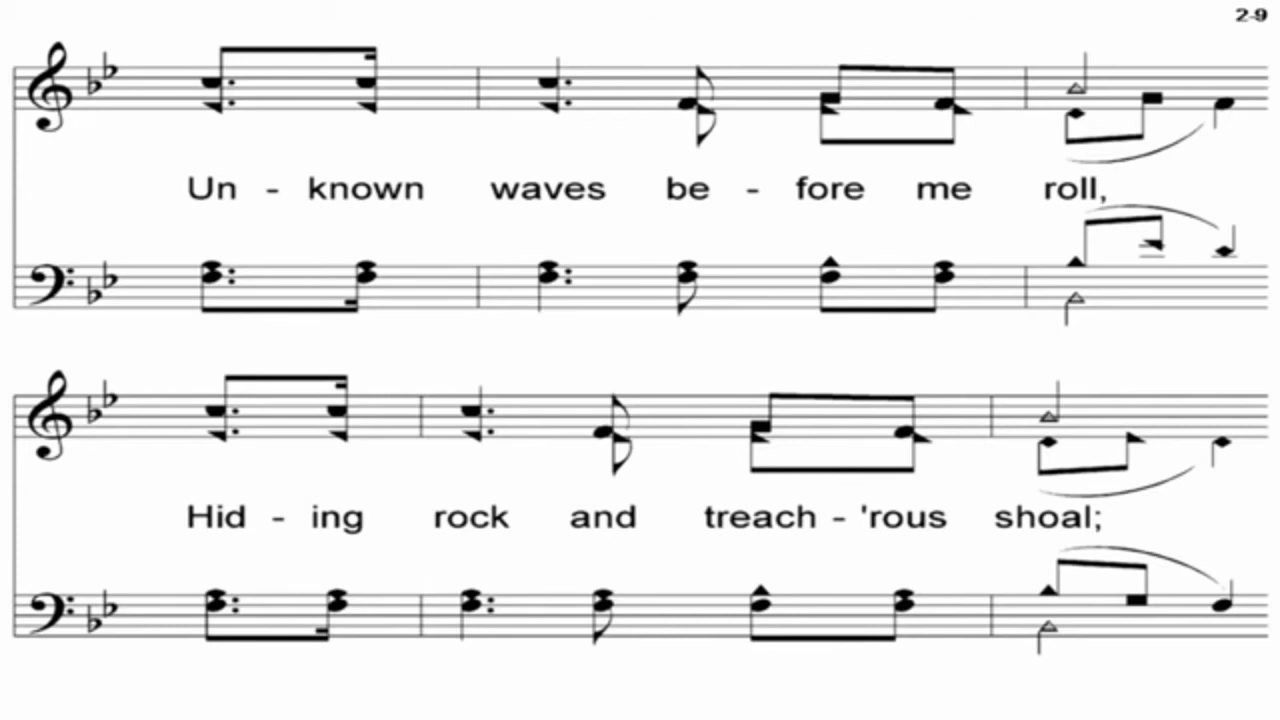 2-9
Un - known waves be - fore me roll,
Hid - ing rock and treach - 'rous shoal;